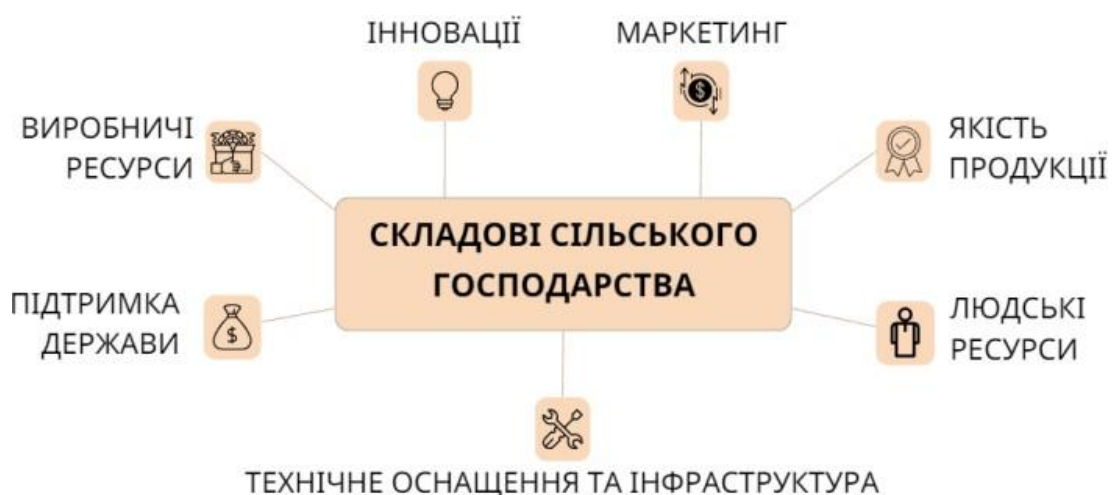 ІННОВАЦІЇ
МАРКЕТИНГ
ВИРОБНИЧІ
РЕСУРСИ
ЯКІСТЬ
ПРОДУКЦІЇ
СКЛАДОВІ СІЛЬСЬКОГО
ГОСПОДАРСТВА
ПІДТРИМКА
ДЕРЖАВИ
ЛЮДСЬКІ
РЕСУРСИ
ТЕХНІЧНЕ ОСНАЩЕННЯ ТА ІНФРАСТРУКТУРА